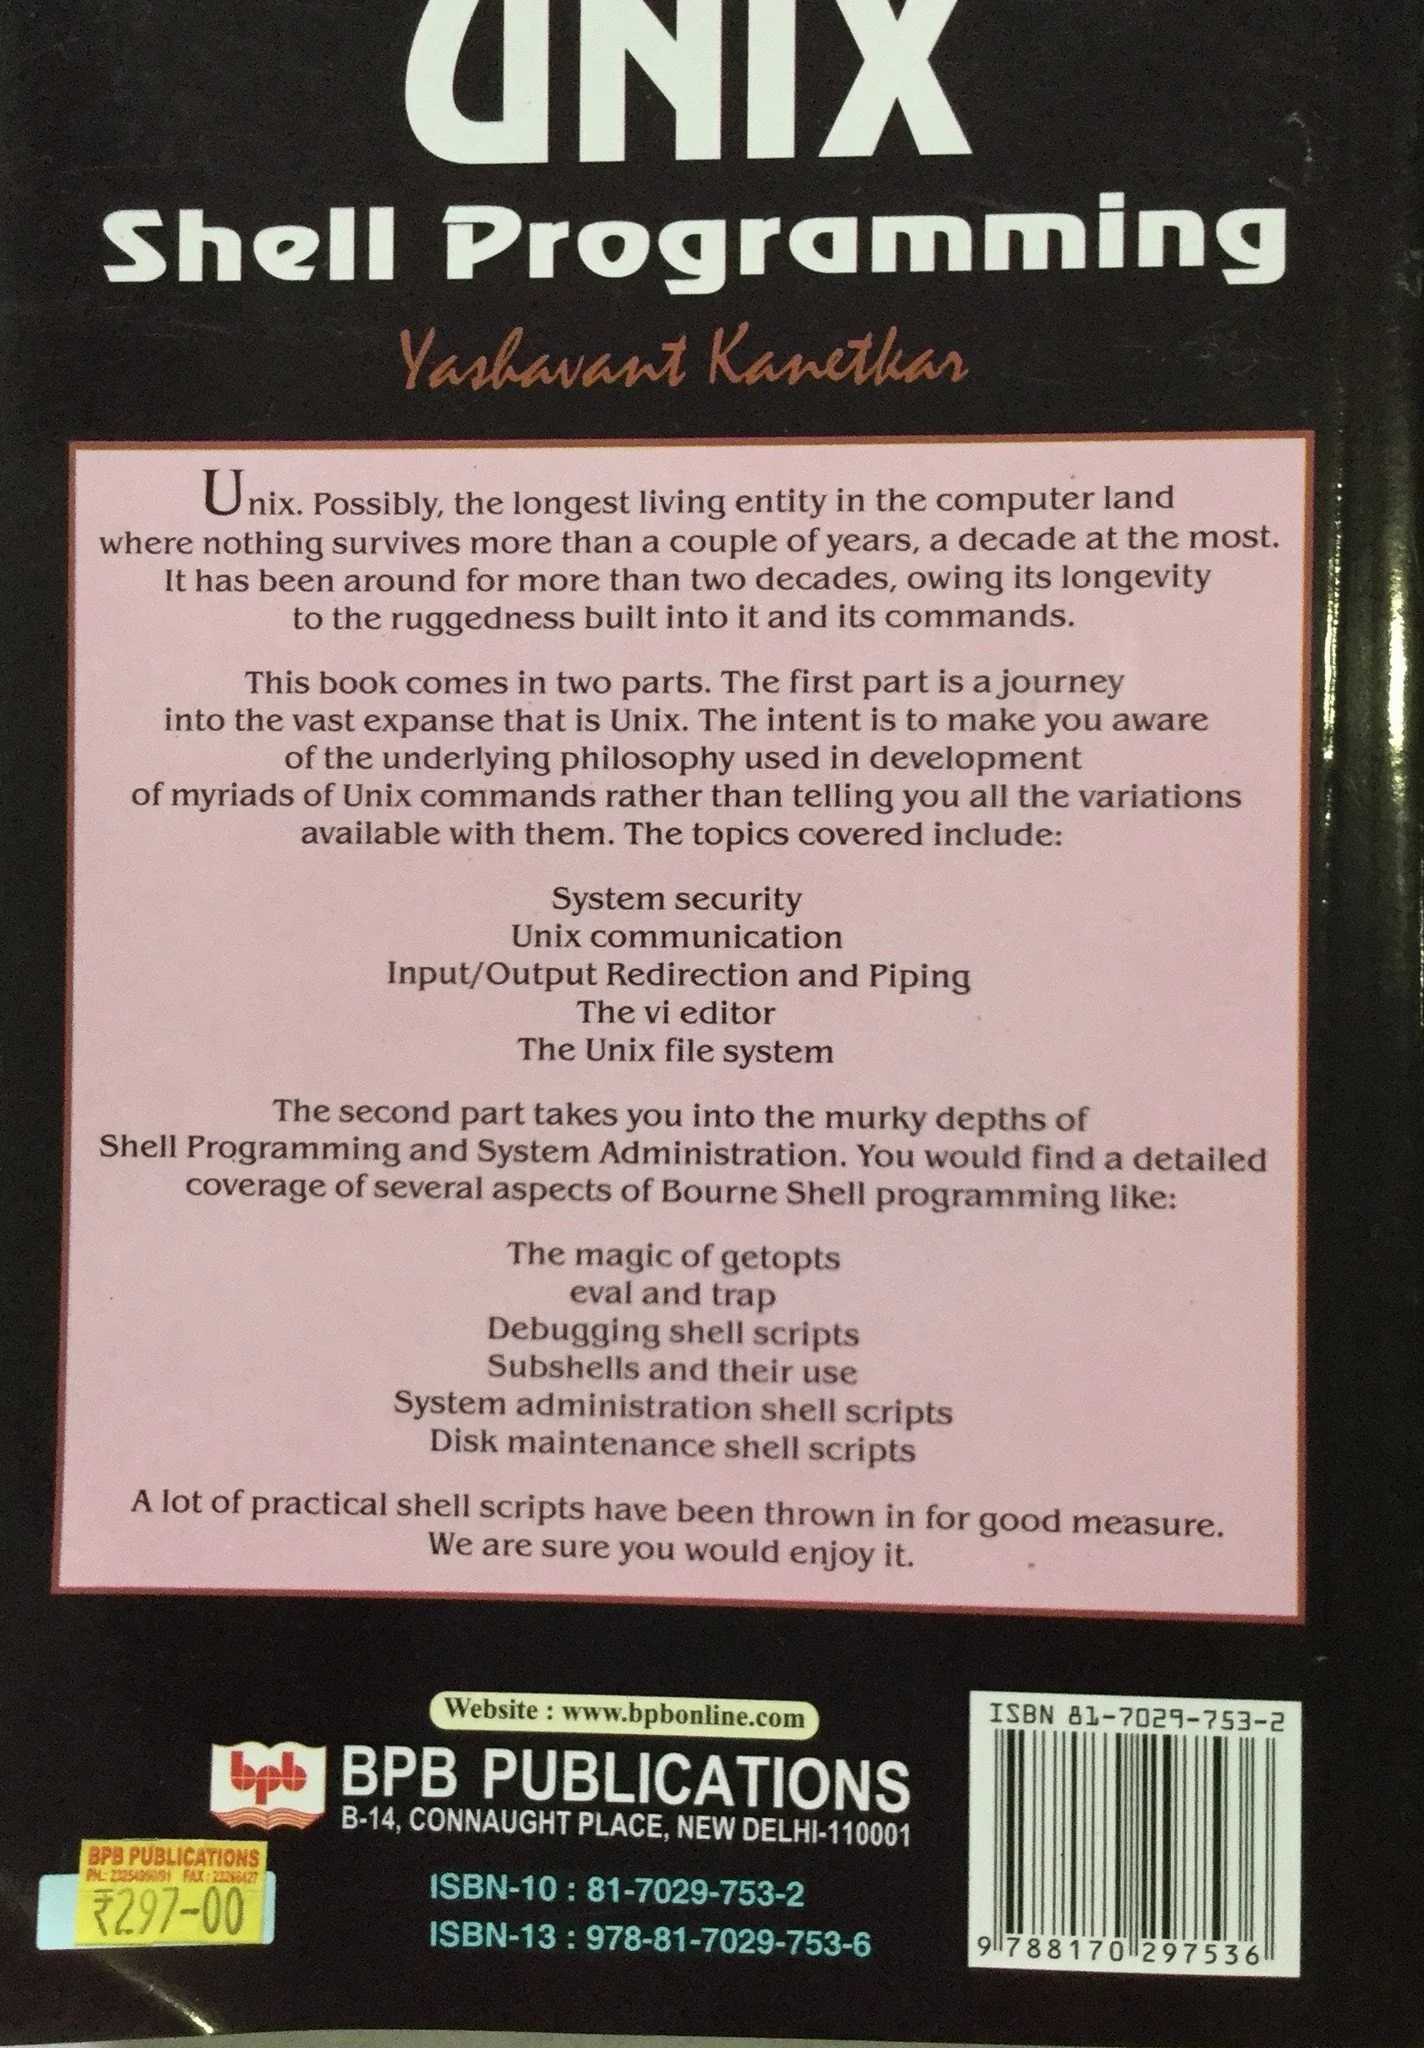 UNIX
Shell Programming
Yashavant Kanetkar
Unix. Possibly, the longest living entity in the computer land
where nothing survives more than a couple of years, a decade at the most.
It has been around for more than two decades, owing its longevity
to the ruggedness built into it and its commands.
This book comes in two parts. The first part is a journey
into the vast expanse that is Unix. The intent is to make you aware
of the underlying philosophy used in development
of myriads of Unix commands rather than telling you all the variations
available with them. The topics covered include:
System security
Unix communication
Input/Output Redirection and Piping
The vi editor
The Unix file system
The second part takes you into the murky depths of
Shell Programming and System Administration. You would find a detailed
coverage of several aspects of Bourne Shell programming like:
The magic of getopts
eval and trap
Debugging shell scripts
Subshells and their use
System administration shell scripts
Disk maintenance shell scripts
A lot of practical shell scripts have been thrown in for good measure.
We are sure you would enjoy it.
Website : www.bpbonline.com
bpb
BPB PUBLICATIONS
B-14, CONNAUGHT PLACE, NEW DELHI-110001
BPB PUBLICATIONS
₹297-00
ISBN-10 : 81-7029-753-2
ISBN-13 : 978-81-7029-753-6
ISBN 81-7029-753-2
9 788170 297536